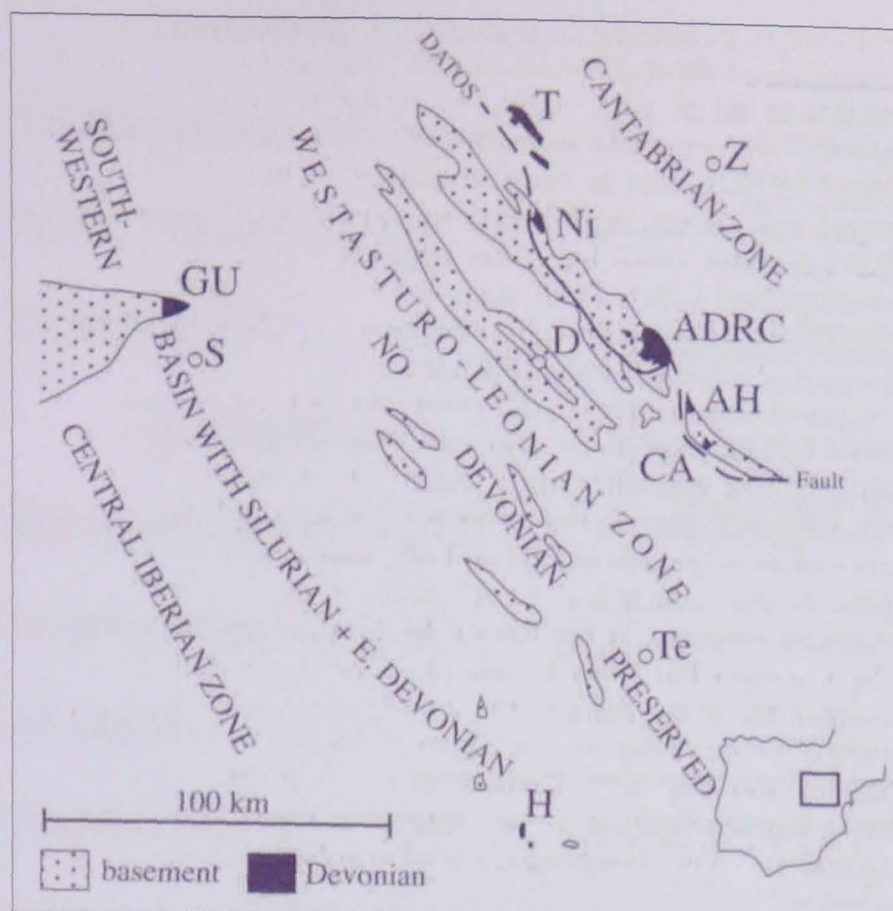 DATOS
T
CANTABRIAN ZONE
Z
SOUTH-
WESTERN
WESTASTURO LEONIAN ZONE
Ni
GU
S
D
ADRC
NO DEVONIAN PRESERVED
AH
CA
Fault
BASIN WITH SILURIAN + E. DEVONIAN
CENTRAL IBERIAN ZONE
Te
100 km
H
basement
Devonian